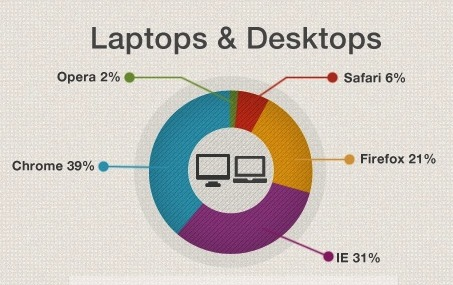 Laptops & Desktops
Opera 2%
Safari 6%
Chrome 39%
Firefox 21%
IE 31%